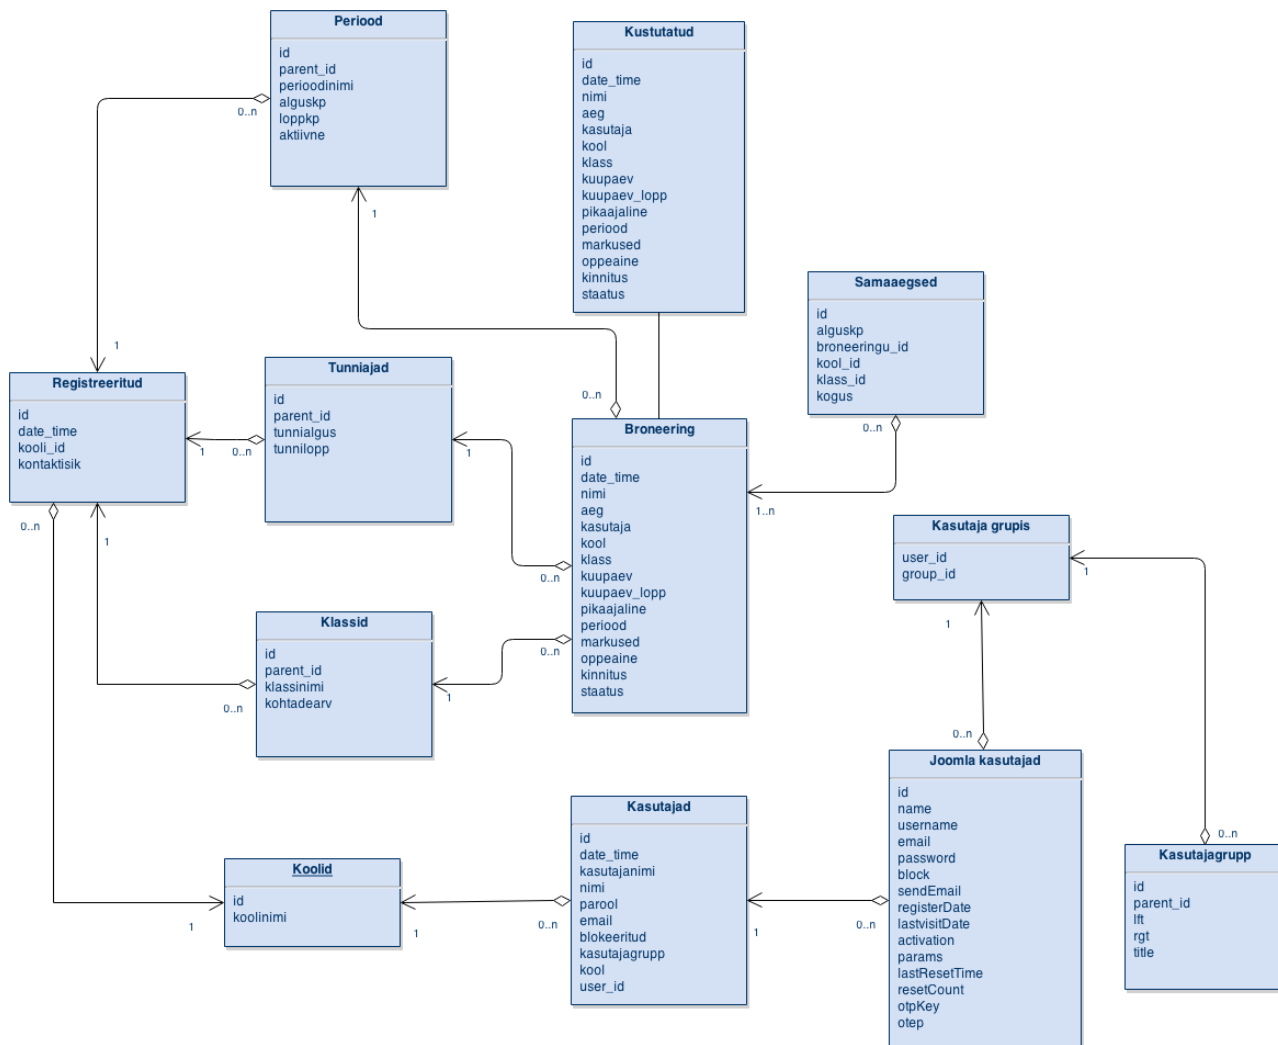 Periood
id
parent_id
perioodinimi
alguskp
loppkp
aktiivne
0..n
1
1
Kustutatud
id
date_time
nimi
aeg
kasutaja
kool
klass
kuupaev
kuupaev_lopp
pikaajaline
periood
markused
oppeaine
kinnitus
staatus
Samaaegsed
id
alguskp
broneeringu_id
kool_id
klass_id
kogus
0..n
1..n
Registreeritud
id
date_time
kooli_id
kontaktisik
0..n
1
1
Tunniajad
id
parent_id
tunnialgus
tunnilopp
0..n
1
Broneering
id
date_time
nimi
aeg
kasutaja
kool
klass
kuupaev
kuupaev_lopp
pikaajaline
periood
markused
oppeaine
kinnitus
staatus
0..n
0..n
0..n
Klassid
id
parent_id
klassinimi
kohtadearv
0..n
1
Kasutaja grupis
user_id
group_id
1
1
Koolid
id
koolinimi
1
1
Kasutajad
id
date_time
kasutajanimi
nimi
parool
email
blokeeritud
kasutajagrupp
kool
user_id
0..n
1
Joomla kasutajad
id
name
username
email
password
block
sendEmail
registerDate
lastvisitDate
activation
params
lastResetTime
resetCount
otpKey
otep
0..n
0..n
Kasutajagrupp
id
parent_id
lft
rgt
title
0..n